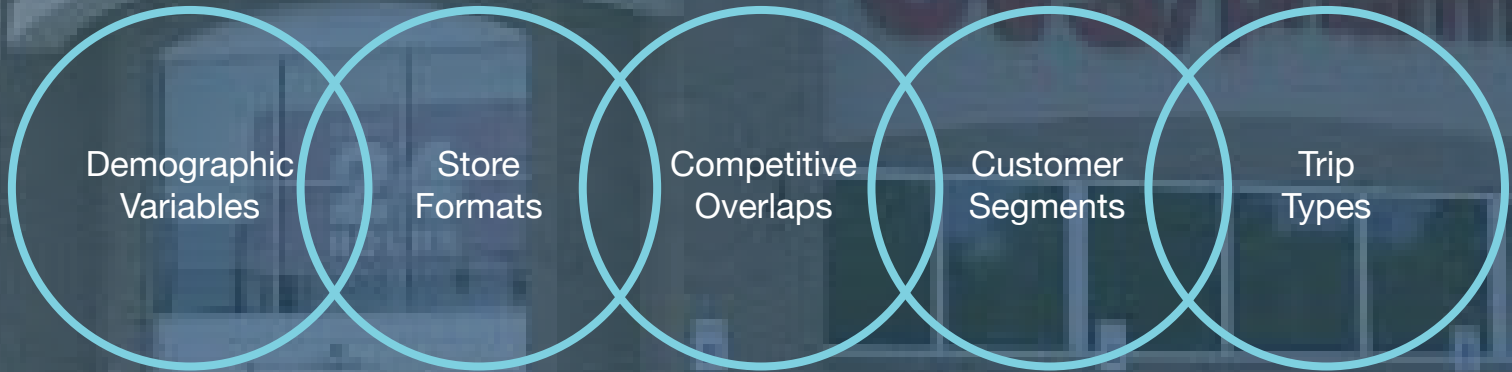 Demographic
Variables
Store
Formats
Competitive
Overlaps
Customer
Segments
Trip
Types